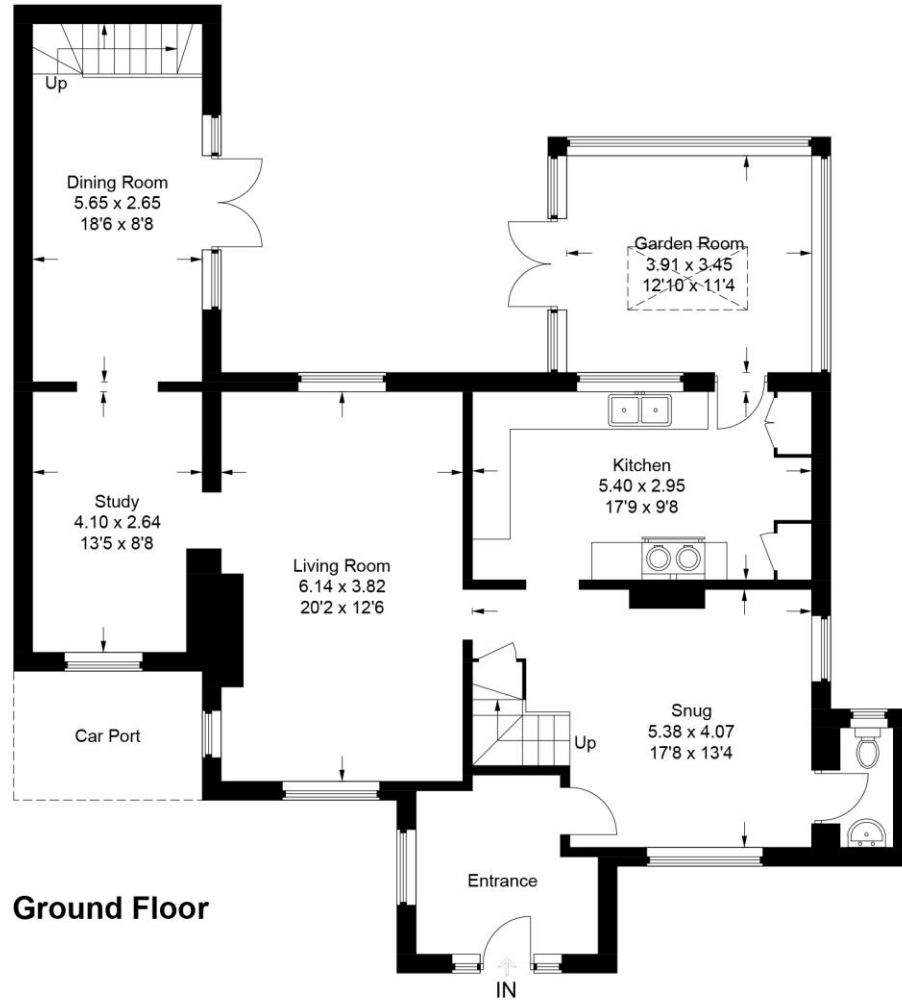 Up
Dining Room
5.65 x 2.65
18'6 x 8'8
Garden Room
3.91 x 3.45
12'10 x 11'4
Kitchen
5.40 x 2.95
17'9 x 9'8
Study
4.10 x 2.64
13'5 x 8'8
Living Room
6.14 x 3.82
20'2 x 12'6
Car Port
Snug
5.38 x 4.07
17'8 x 13'4
Up
Entrance
Ground Floor
IN